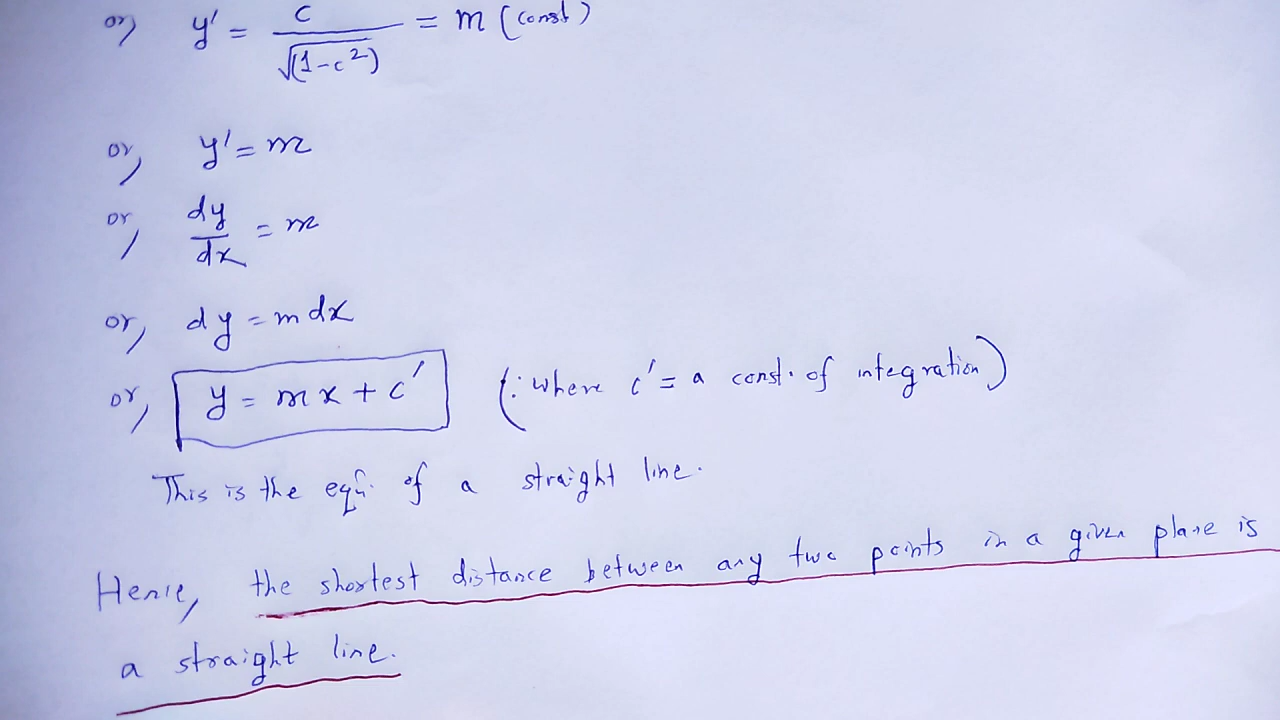 or, y' = c / √(1-c²) = m (const)
or, y' = m
or, dy/dx = m
or, dy = m dx
or, y = mx + c' (∴ where c' = a const. of integration)
This is the eqn. of a straight line.
Hence, the shortest distance between any two points in a given plane is
a straight line.